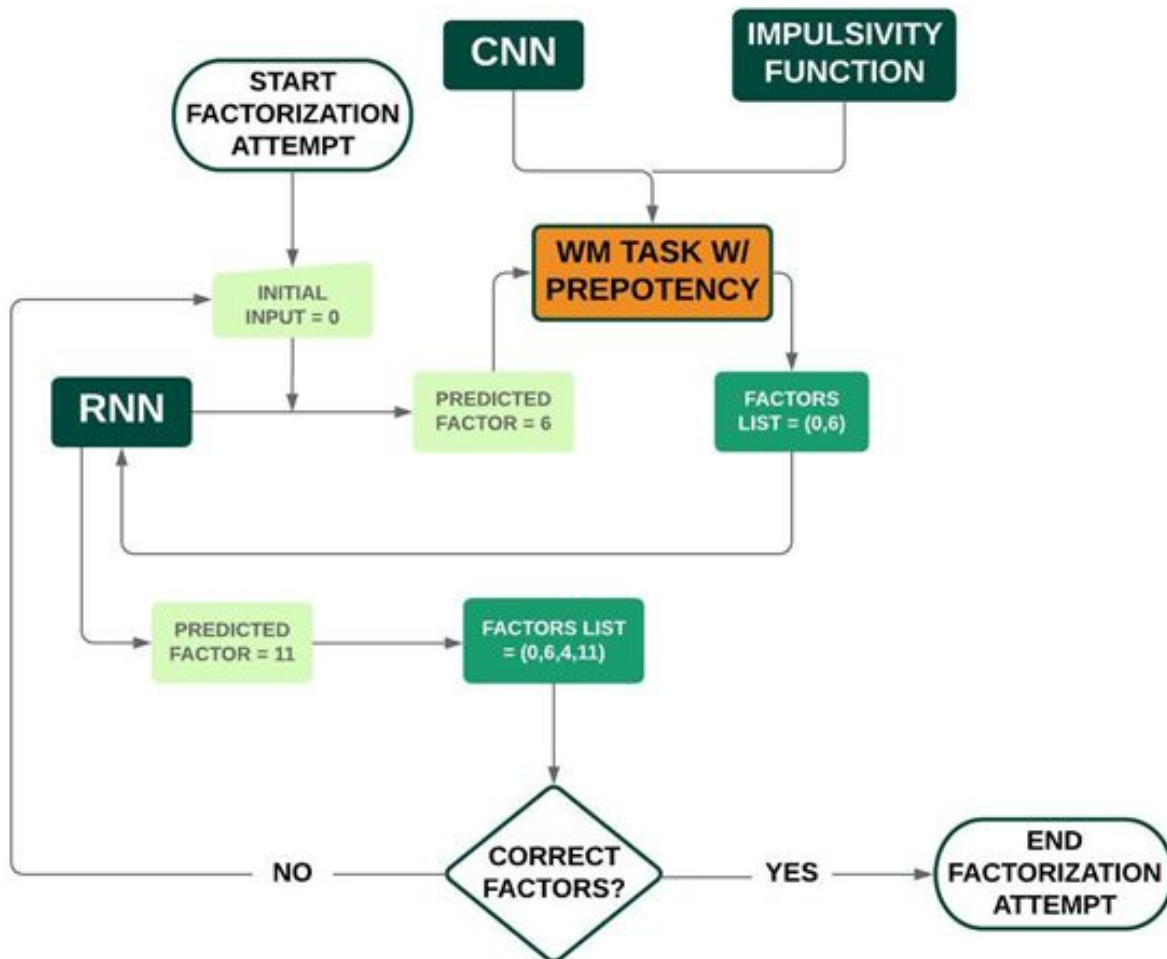 CNN
IMPULSIVITY
FUNCTION
START
FACTORIZATION
ATTEMPT
WM TASK W/
PREPOTENCY
INITIAL
INPUT = 0
RNN
PREDICTED
FACTOR = 6
FACTORS
LIST = (0,6)
PREDICTED
FACTOR = 11
FACTORS LIST
= (0,6,4,11)
CORRECT
FACTORS?
NO
YES
END
FACTORIZATION
ATTEMPT